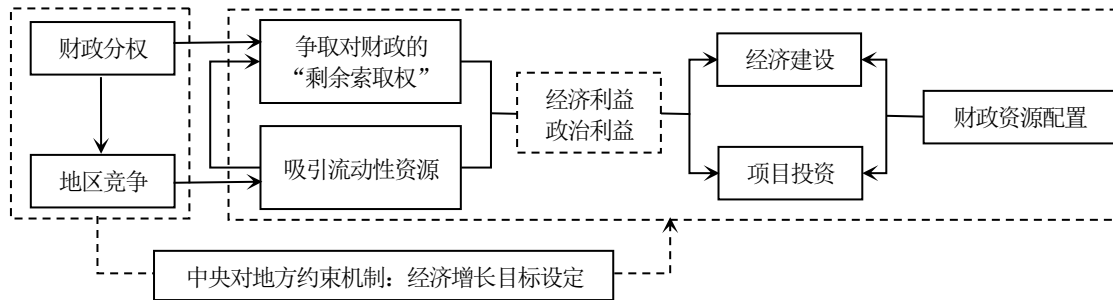 财政分权
地区竞争
争取对财政的
“剩余索取权”
吸引流动性资源
经济利益
政治利益
经济建设
项目投资
财政资源配置
中央对地方约束机制：经济增长目标设定